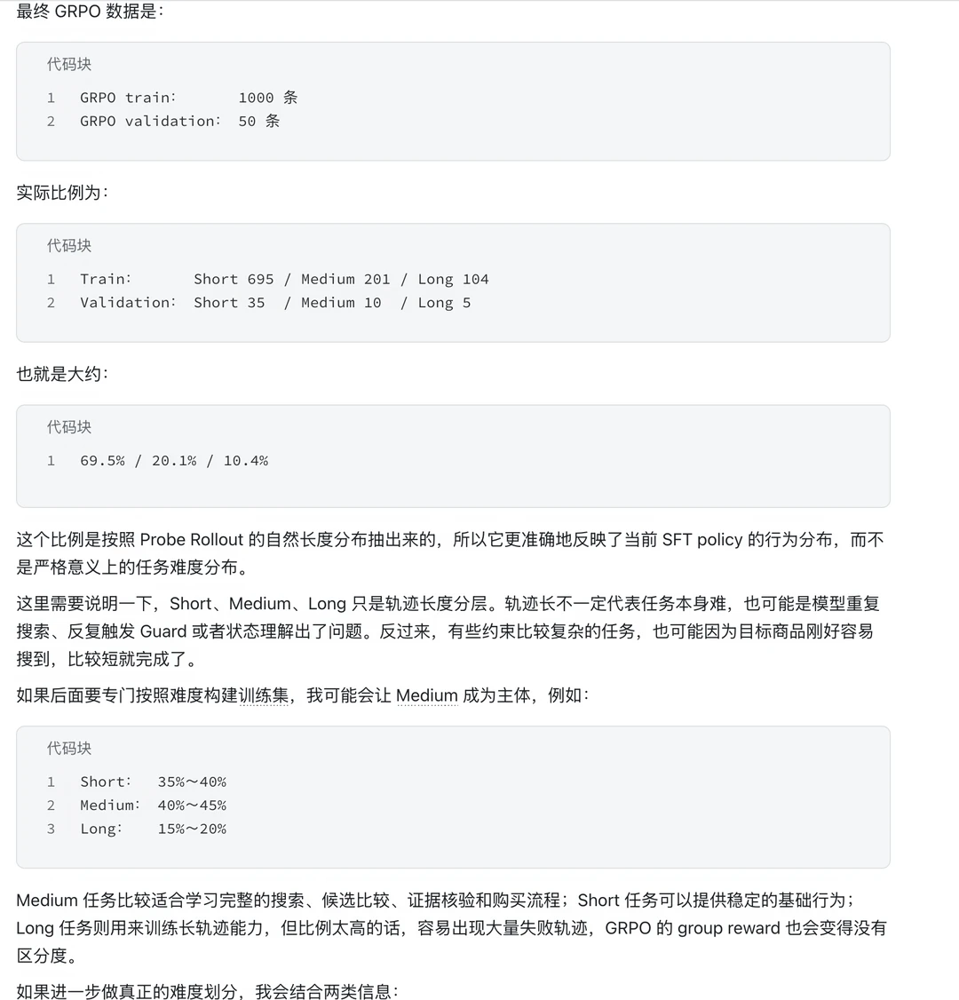 最终 GRPO 数据是：
代码块
1 GRPO train: 1000 条
2 GRPO validation: 50 条
实际比例为：
代码块
1 Train: Short 695 / Medium 201 / Long 104
2 Validation: Short 35 / Medium 10 / Long 5
也就是大约：
代码块
1 69.5% / 20.1% / 10.4%
这个比例是按照 Probe Rollout 的自然长度分布抽出来的，所以它更准确地反映了当前 SFT policy 的行为分布，而不
是严格意义上的任务难度分布。
这里需要说明一下，Short、Medium、Long 只是轨迹长度分层。轨迹长不一定代表任务本身难，也可能是模型重复
搜索、反复触发 Guard 或者状态理解出了问题。反过来，有些约束比较复杂的任务，也可能因为目标商品刚好容易
搜到，比较短就完成了。
如果后面要专门按照难度构建训练集，我可能会让 Medium 成为主体，例如：
代码块
1 Short: 35%～40%
2 Medium: 40%～45%
3 Long: 15%～20%
Medium 任务比较适合学习完整的搜索、候选比较、证据核验和购买流程；Short 任务可以提供稳定的基础行为；
Long 任务则用来训练长轨迹能力，但比例太高的话，容易出现大量失败轨迹，GRPO 的 group reward 也会变得没有
区分度。
如果进一步做真正的难度划分，我会结合两类信息：